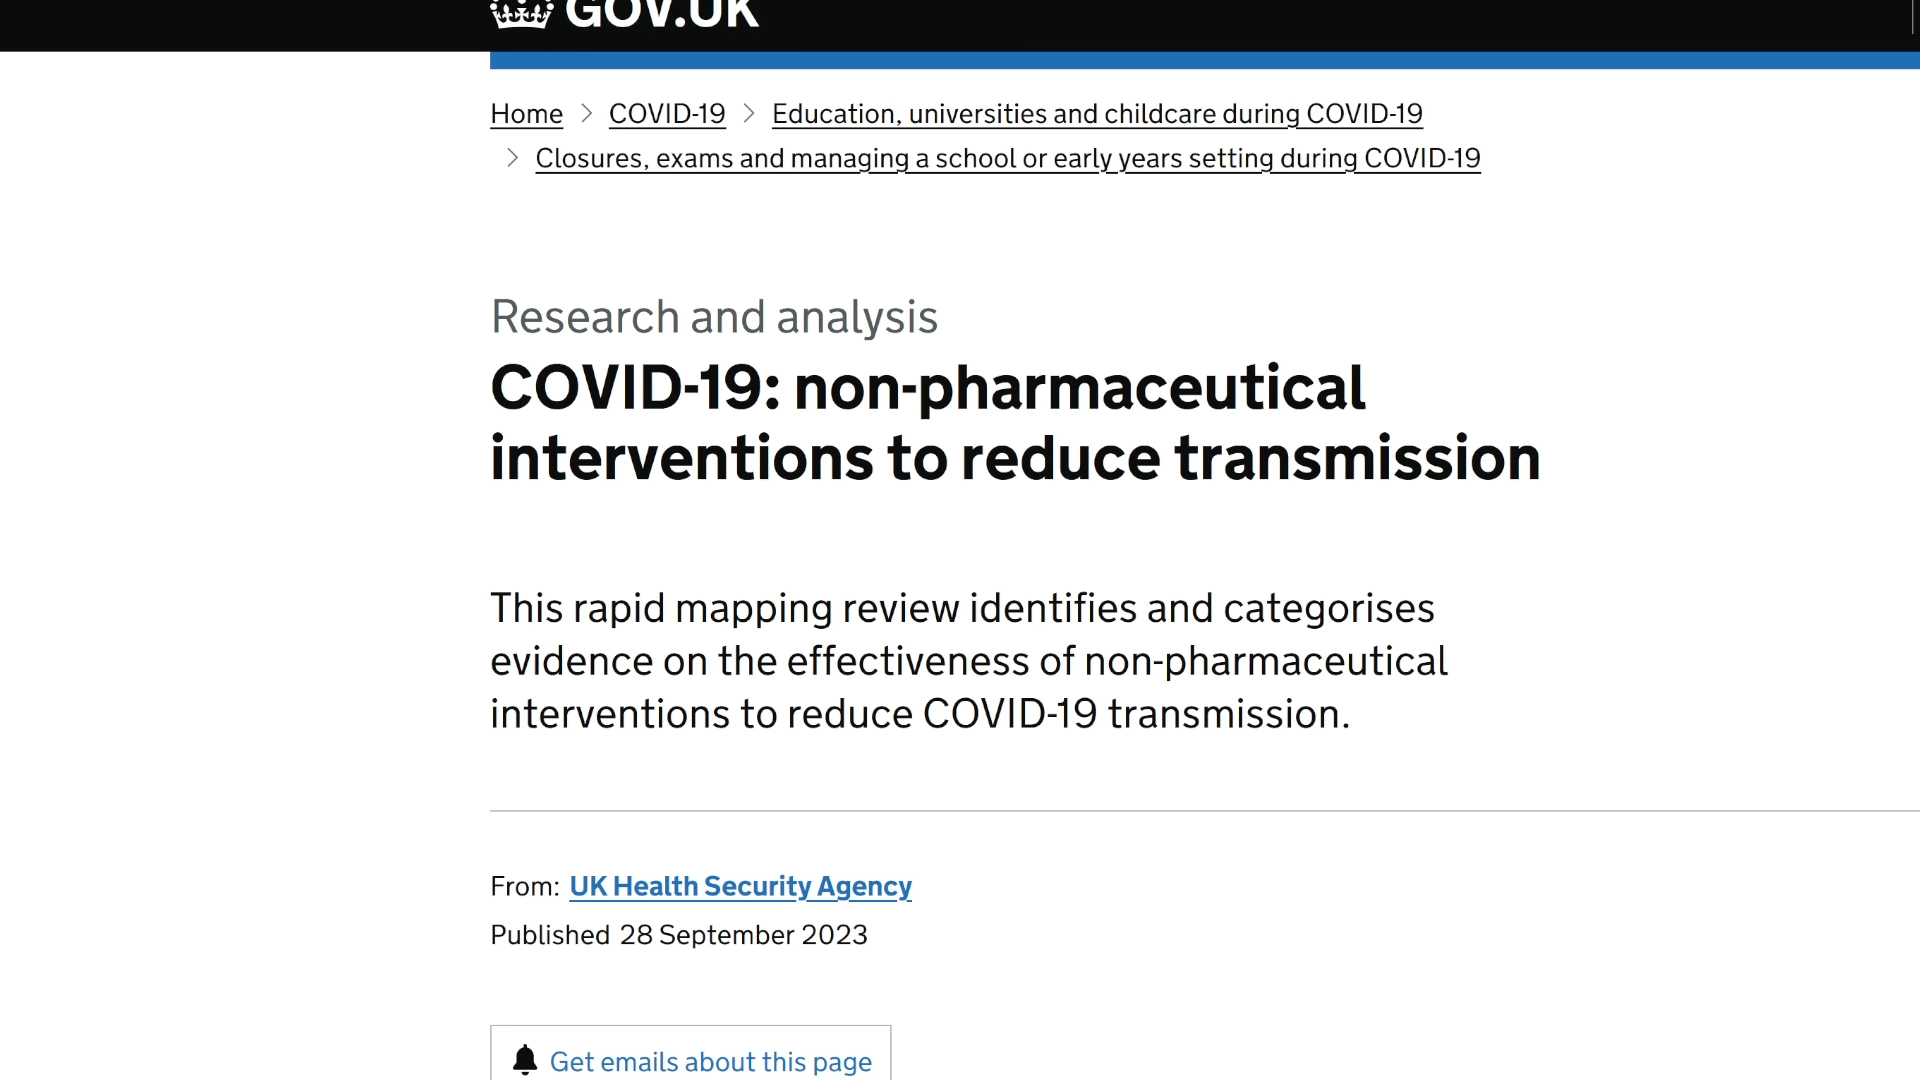 GOV.UK
Home > COVID-19 > Education, universities and childcare during COVID-19
> Closures, exams and managing a school or early years setting during COVID-19
Research and analysis
COVID-19: non-pharmaceutical
interventions to reduce transmission
This rapid mapping review identifies and categorises
evidence on the effectiveness of non-pharmaceutical
interventions to reduce COVID-19 transmission.
From: UK Health Security Agency
Published 28 September 2023
Get emails about this page